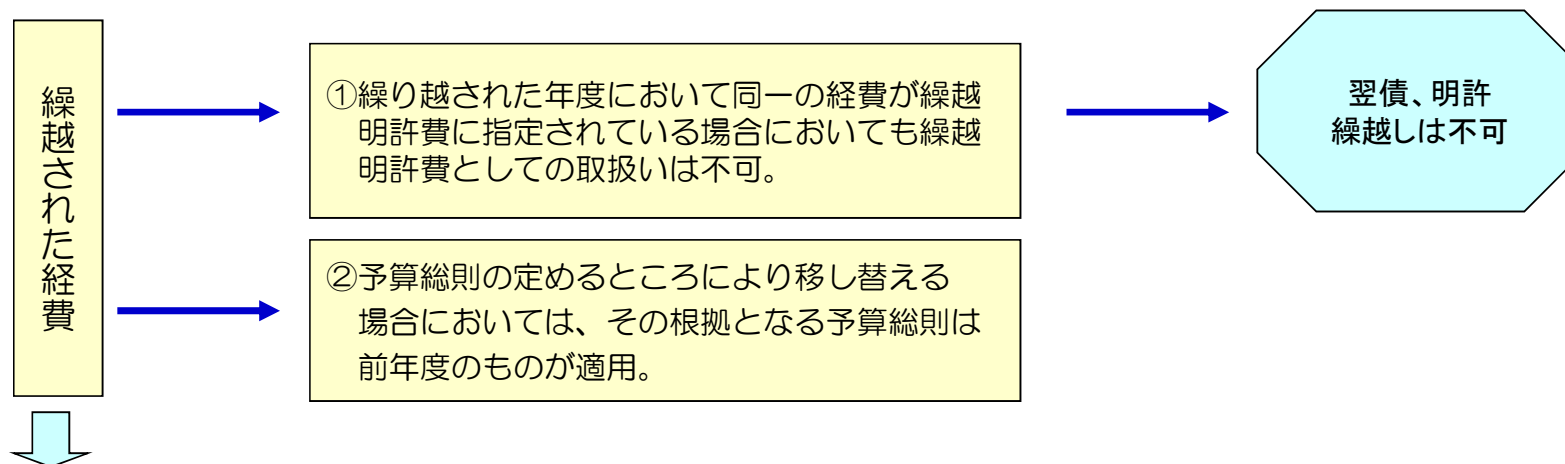 繰越された経費
①繰り越された年度において同一の経費が繰越
明許費に指定されている場合においても繰越
明許費としての取扱いは不可。
翌債、明許
繰越しは不可
②予算総則の定めるところにより移し替える
場合においては、その根拠となる予算総則は
前年度のものが適用。